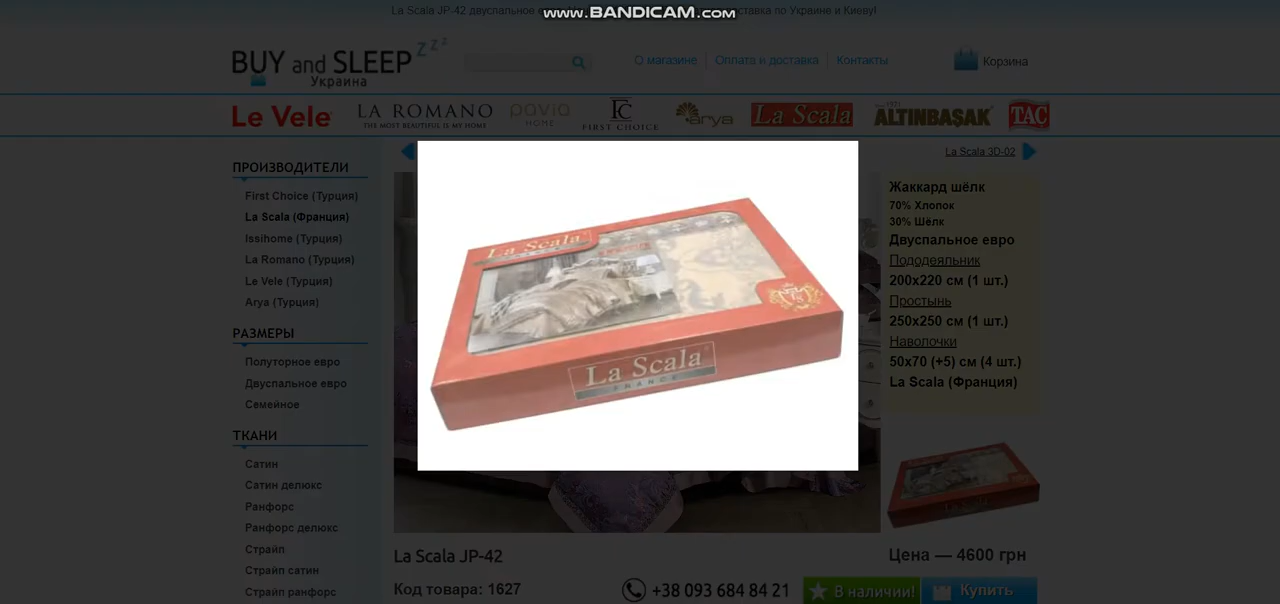 www.BANDICAM.com
La Scala JP-42 двуспальное евро
ставка по Украине и Киеву!
BUY and SLEEP zzz
Украина
О магазине
Оплата и доставка
Контакты
Корзина
Le Vele
LA ROMANO
THE MOST BEAUTIFUL IS MY HOME
pavia
HOME
FC
FIRST CHOICE
arya
La Scala
ALTINBAŞAK
TAC
La Scala 3D-02
ПРОИЗВОДИТЕЛИ
First Choice (Турция)
La Scala (Франция)
Issihome (Турция)
La Romano (Турция)
Le Vele (Турция)
Arya (Турция)
РАЗМЕРЫ
Полуторное евро
Двуспальное евро
Семейное
ТКАНИ
Сатин
Сатин делюкс
Ранфорс
Ранфорс делюкс
Страйп
Страйп сатин
Страйп ранфорс
La Scala
La Scala
FRANCE
Жаккард шёлк
70% Хлопок
30% Шёлк
Двуспальное евро
Пододеяльник
200x220 см (1 шт.)
Простынь
250x250 см (1 шт.)
Наволочки
50x70 (+5) см (4 шт.)
La Scala (Франция)
La Scala JP-42
Цена — 4600 грн
Код товара: 1627
+38 093 684 84 21
В наличии!
Купить